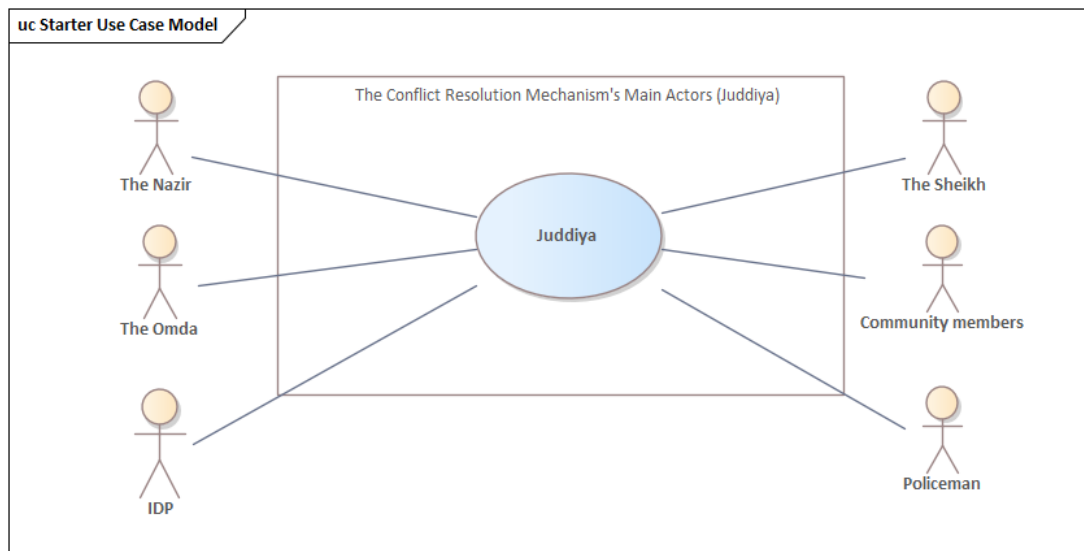 uc Starter Use Case Model
The Conflict Resolution Mechanism's Main Actors (Juddiya)
The Nazir
The Sheikh
Juddiya
The Omda
Community members
IDP
Policeman